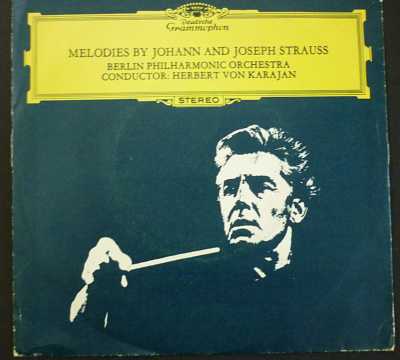 Deutsche
Grammophon
MELODIES BY JOHANN AND JOSEPH STRAUSS
BERLIN PHILHARMONIC ORCHESTRA
CONDUCTOR: HERBERT VON KARAJAN
STEREO